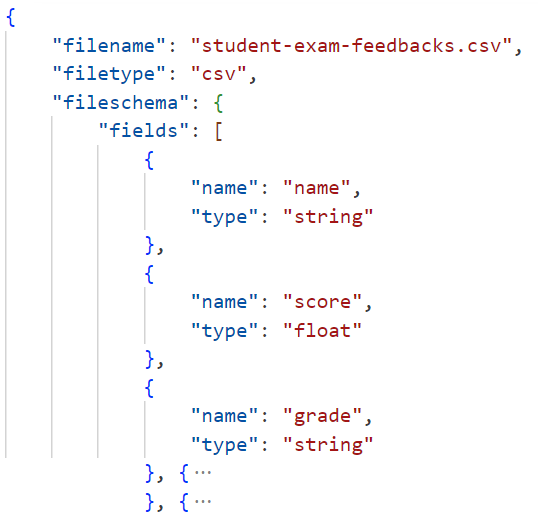 {
"filename": "student-exam-feedbacks.csv",
"filetype": "csv",
"fileschema": {
"fields": [
{
"name": "name",
"type": "string"
},
{
"name": "score",
"type": "float"
},
{
"name": "grade",
"type": "string"
}, {···
}, {···